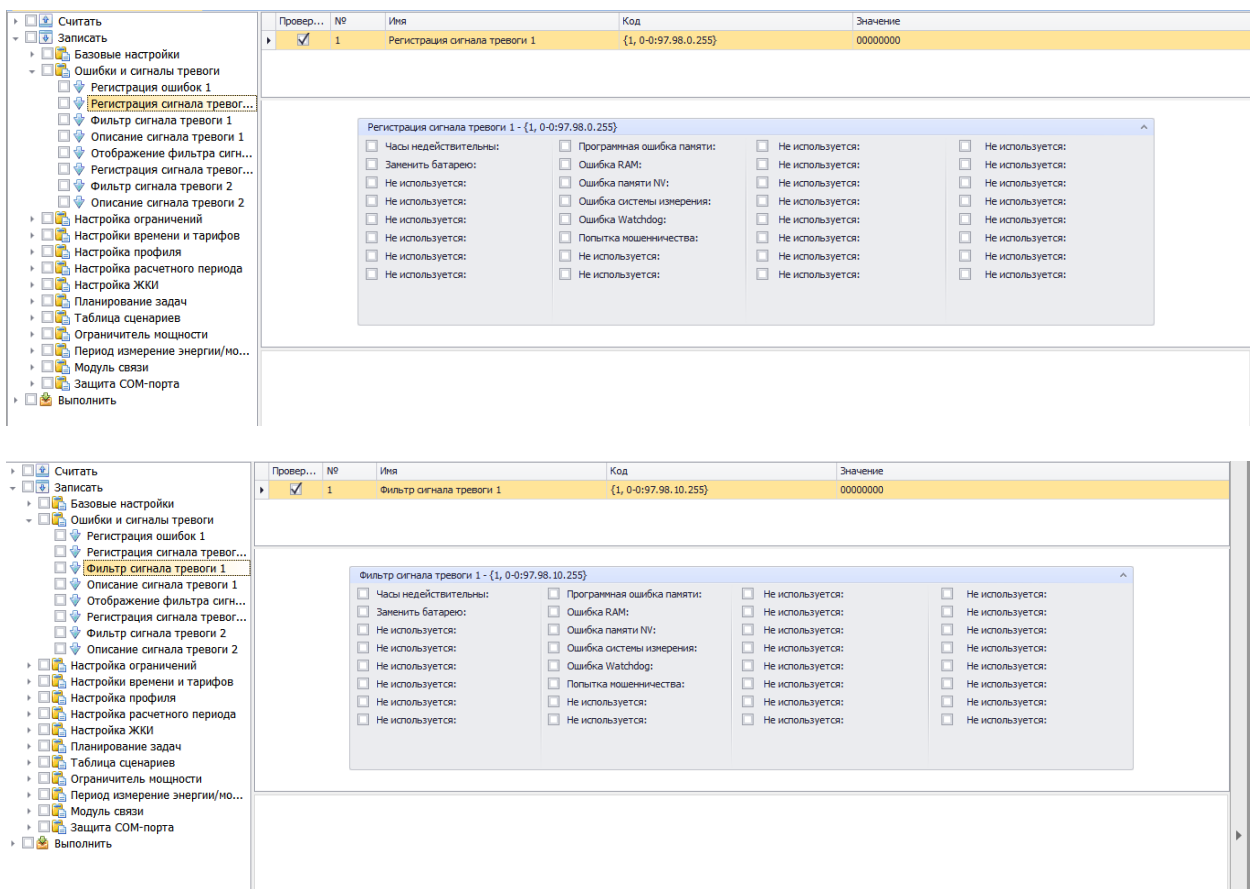 Считать
Записать
Базовые настройки
Ошибки и сигналы тревоги
Регистрация ошибок 1
Регистрация сигнала тревог...
Фильтр сигнала тревоги 1
Описание сигнала тревоги 1
Отображение фильтра сигн...
Регистрация сигнала тревог...
Фильтр сигнала тревоги 2
Описание сигнала тревоги 2
Настройка ограничений
Настройки времени и тарифов
Настройка профиля
Настройка расчетного периода
Настройка ЖКИ
Планирование задач
Таблица сценариев
Ограничитель мощности
Период измерение энергии/мо...
Модуль связи
Защита COM-порта
Выполнить
Провер... № Имя Код Значение
1 Регистрация сигнала тревоги 1 {1, 0-0:97.98.0.255} 00000000
Регистрация сигнала тревоги 1 - {1, 0-0:97.98.0.255}
Часы недействительны: Программная ошибка памяти: Не используется: Не используется:
Заменить батарею: Ошибка RAM: Не используется: Не используется:
Не используется: Ошибка памяти NV: Не используется: Не используется:
Не используется: Ошибка системы измерения: Не используется: Не используется:
Не используется: Ошибка Watchdog: Не используется: Не используется:
Не используется: Попытка мошенничества: Не используется: Не используется:
Не используется: Не используется: Не используется: Не используется:
Не используется: Не используется: Не используется: Не используется:
Считать
Записать
Базовые настройки
Ошибки и сигналы тревоги
Регистрация ошибок 1
Регистрация сигнала тревог...
Фильтр сигнала тревоги 1
Описание сигнала тревоги 1
Отображение фильтра сигн...
Регистрация сигнала тревог...
Фильтр сигнала тревоги 2
Описание сигнала тревоги 2
Настройка ограничений
Настройки времени и тарифов
Настройка профиля
Настройка расчетного периода
Настройка ЖКИ
Планирование задач
Таблица сценариев
Ограничитель мощности
Период измерение энергии/мо...
Модуль связи
Защита COM-порта
Выполнить
Провер... № Имя Код Значение
1 Фильтр сигнала тревоги 1 {1, 0-0:97.98.10.255} 00000000
Фильтр сигнала тревоги 1 - {1, 0-0:97.98.10.255}
Часы недействительны: Программная ошибка памяти: Не используется: Не используется:
Заменить батарею: Ошибка RAM: Не используется: Не используется:
Не используется: Ошибка памяти NV: Не используется: Не используется:
Не используется: Ошибка системы измерения: Не используется: Не используется:
Не используется: Ошибка Watchdog: Не используется: Не используется:
Не используется: Попытка мошенничества: Не используется: Не используется:
Не используется: Не используется: Не используется: Не используется:
Не используется: Не используется: Не используется: Не используется: